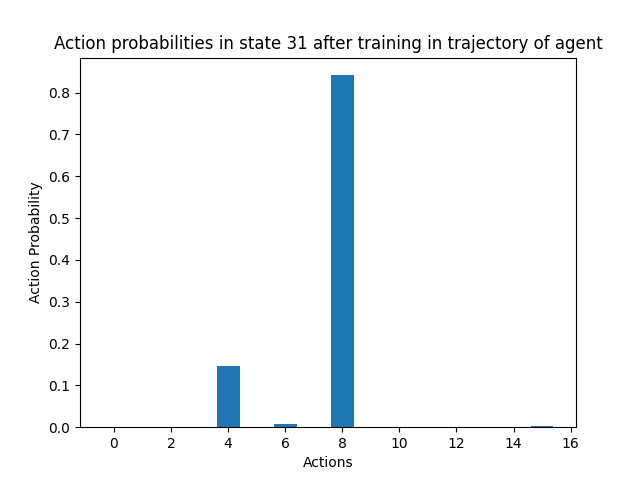 Action probabilities in state 31 after training in trajectory of agent
0.8
0.7
0.6
0.5
0.4
0.3
0.2
0.1
0.0
Action Probability
0 2 4 6 8 10 12 14 16
Actions